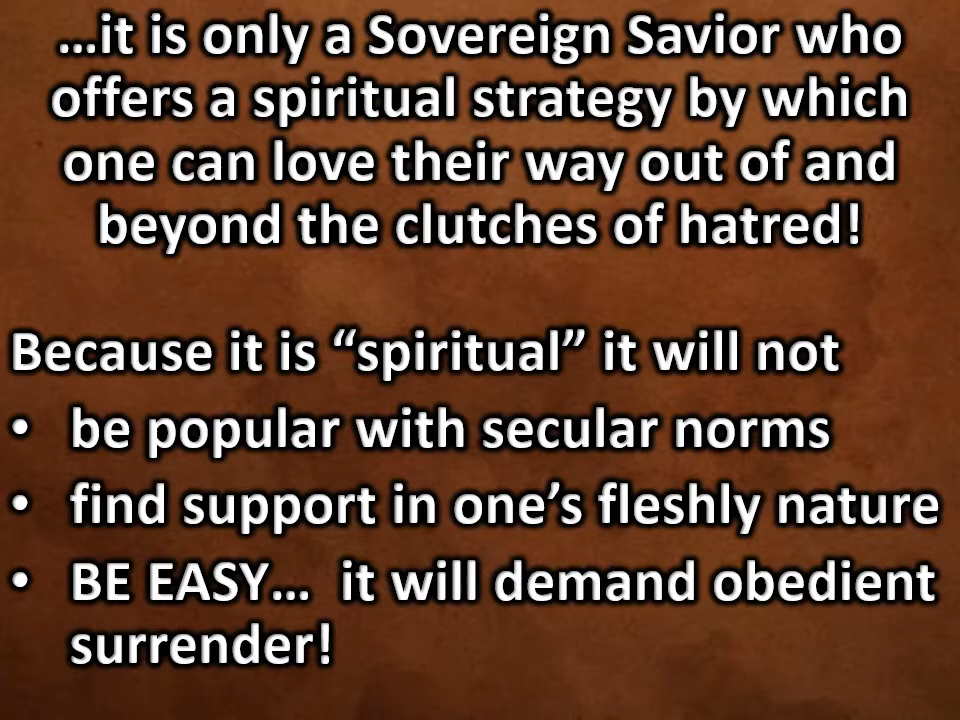 …it is only a Sovereign Savior who
offers a spiritual strategy by which
one can love their way out of and
beyond the clutches of hatred!
Because it is “spiritual” it will not
• be popular with secular norms
• find support in one’s fleshly nature
• BE EASY…  it will demand obedient
surrender!